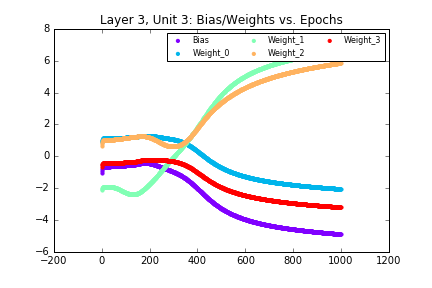 Layer 3, Unit 3: Bias/Weights vs. Epochs
Bias Weight_1 Weight_3
Weight_0 Weight_2
8
6
4
2
0
−2
−4
−6
−200 0 200 400 600 800 1000 1200